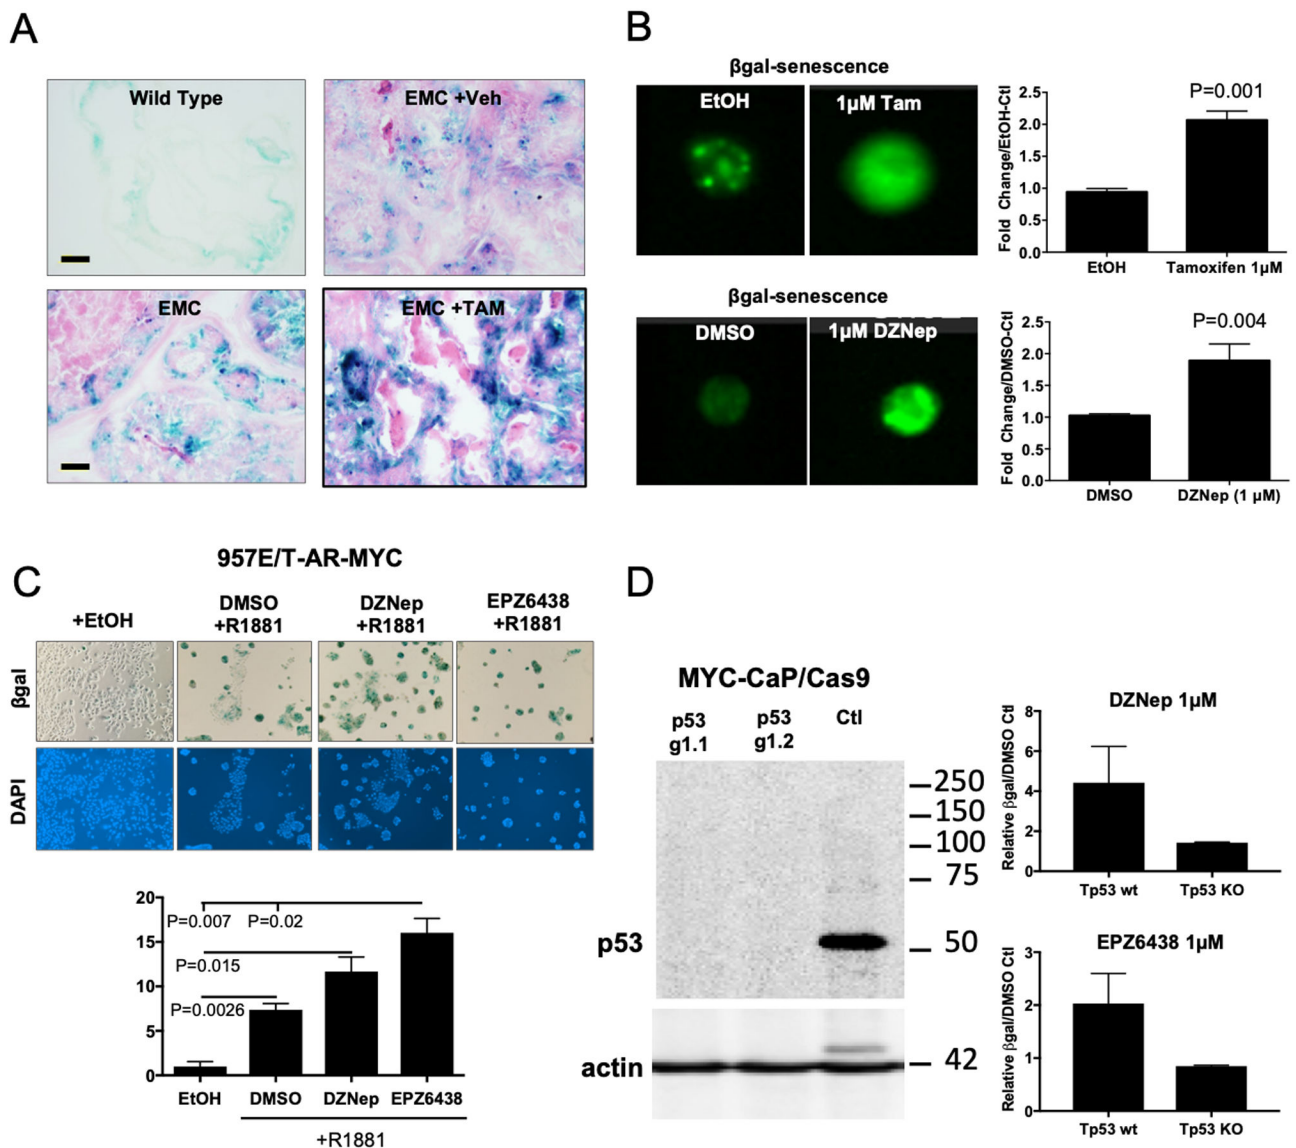 A
Wild Type
EMC +Veh
EMC
EMC +TAM
B
βgal-senescence
EtOH
1μM Tam
Fold Change/EtOH-Ctl
2.5
2.0
1.5
1.0
0.5
0.0
P=0.001
EtOH
Tamoxifen 1μM
βgal-senescence
DMSO
1μM DZNep
Fold Change/DMSO-Ctl
2.5
2.0
1.5
1.0
0.5
0.0
P=0.004
DMSO
DZNep (1 μM)
C
957E/T-AR-MYC
+EtOH
DMSO
+R1881
DZNep
+R1881
EPZ6438
+R1881
βgal
DAPI
20
15
10
5
0
P=0.007
P=0.02
P=0.015
P=0.0026
EtOH
DMSO
DZNep
EPZ6438
+R1881
D
MYC-CaP/Cas9
p53
g1.1
p53
g1.2
Ctl
250
150
100
75
50
42
p53
actin
DZNep 1μM
Relative βgal/DMSO Ctl
8
6
4
2
0
Tp53 wt
Tp53 KO
EPZ6438 1μM
Relative βgal/DMSO Ctl
3
2
1
0
Tp53 wt
Tp53 KO